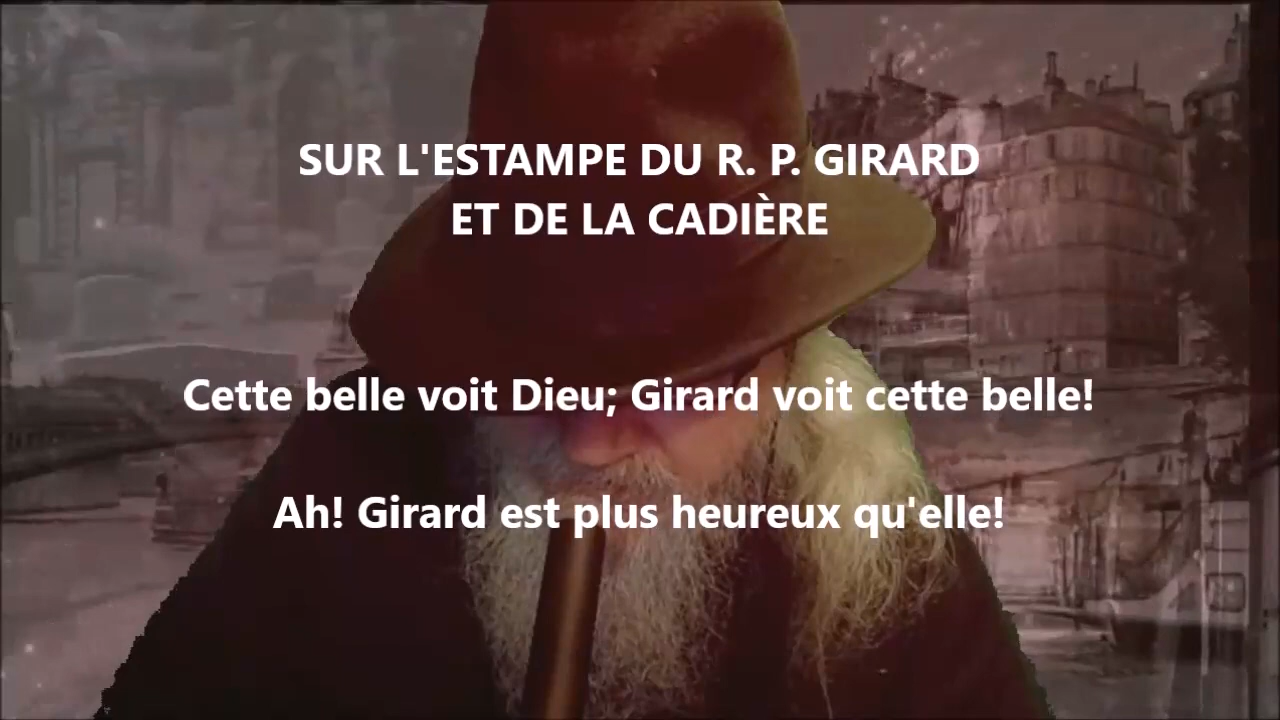 SUR L'ESTAMPE DU R. P. GIRARD
ET DE LA CADIÈRE
Cette belle voit Dieu; Girard voit cette belle!
Ah! Girard est plus heureux qu'elle!